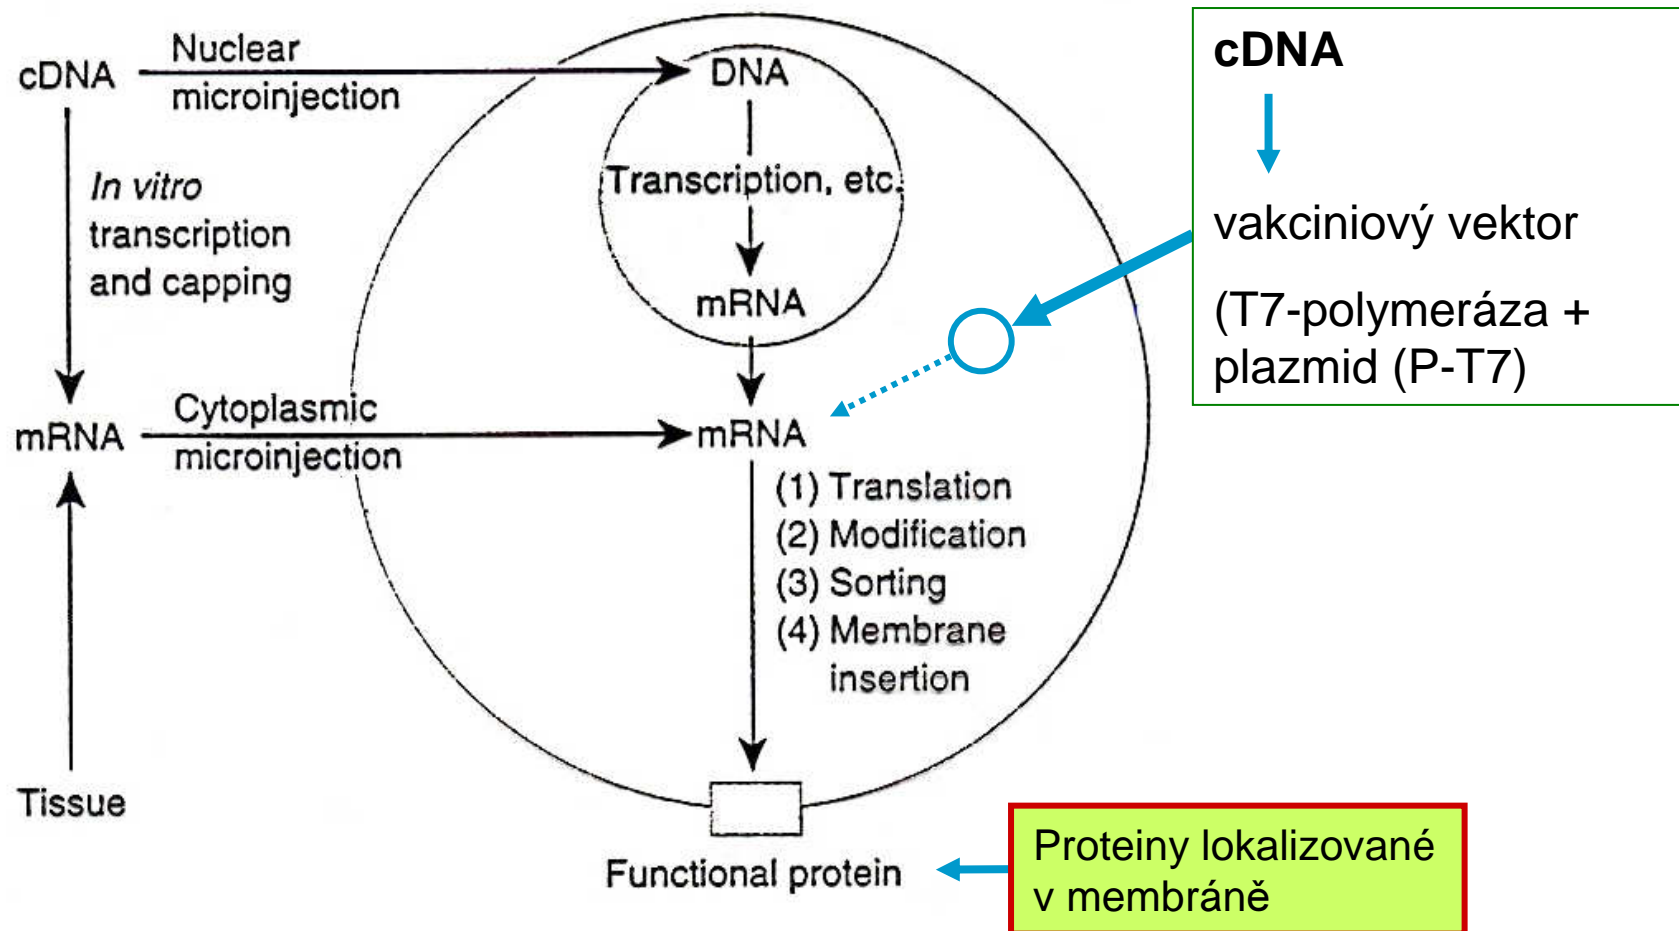 cDNA
Nuclear
microinjection
DNA
In vitro
transcription
and capping
Transcription, etc.
mRNA
mRNA
Cytoplasmic
microinjection
mRNA
(1) Translation
(2) Modification
(3) Sorting
(4) Membrane
insertion
Tissue
Functional protein
cDNA
vakciniový vektor
(T7-polymeráza +
plazmid (P-T7)
Proteiny lokalizované
v membráně